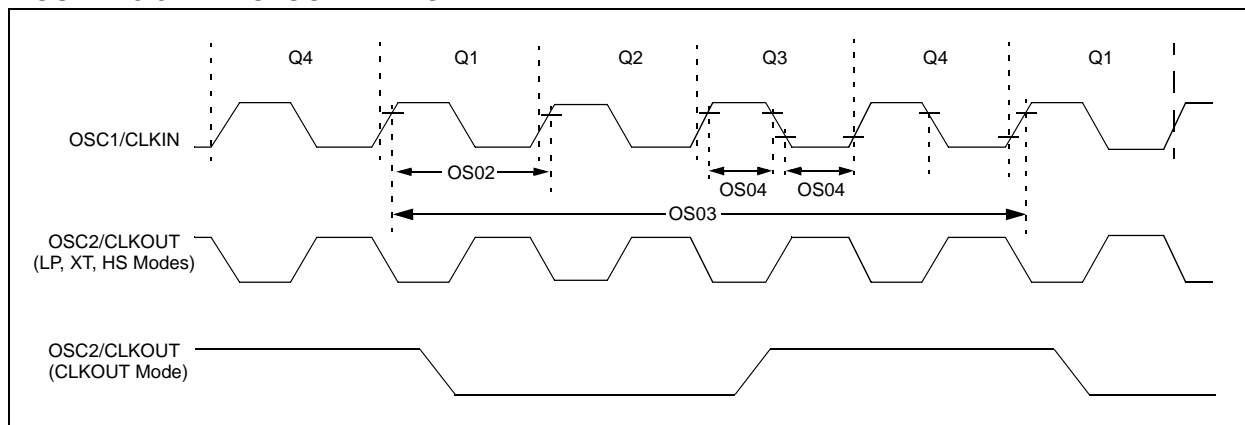 Q4 Q1 Q2 Q3 Q4 Q1
OSC1/CLKIN
OS02
OS04 OS04
OS03
OSC2/CLKOUT
(LP, XT, HS Modes)
OSC2/CLKOUT
(CLKOUT Mode)